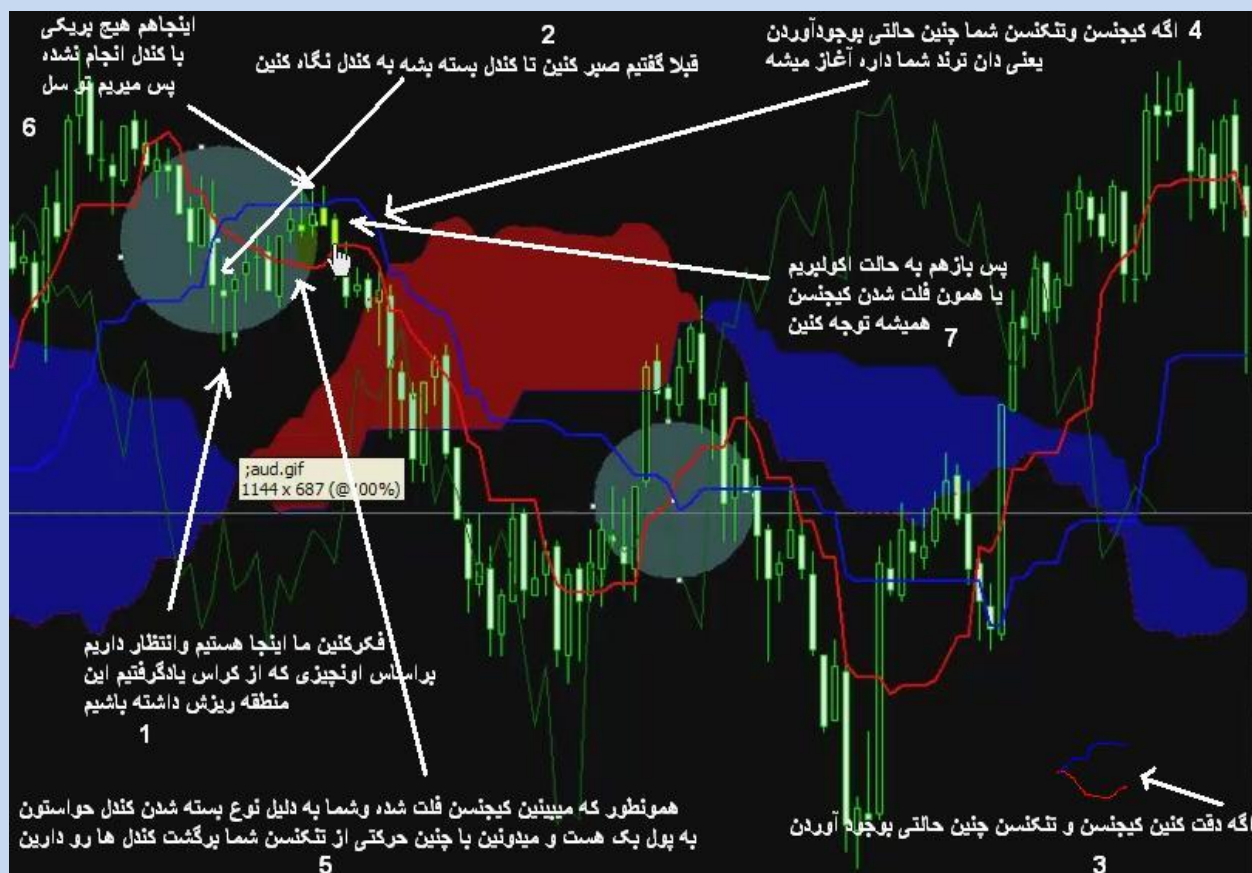 اینجاهم هیچ بریکی
با کندل انجام نشده
پس میریم تو سل
6
2
قبلا گفتیم صبر کنین تا کندل بسته بشه به کندل نگاه کنین
4 اگه کیجنسن وتنکنسن شما چنین حالتی بوجودآوردن
یعنی دان ترند شما داره آغاز میشه
پس بازهم به حالت اکولبریم
یا همون فلت شدن کیجنسن
همیشه توجه کنین
7
;aud.gif
1144 x 687 (@100%)
فکرکنین ما اینجا هستیم وانتظار داریم
براساس اونچیزی که از کراس یادگرفتیم این
منطقه ریزش داشته باشیم
1
همونطور که میبینین کیجنسن فلت شده وشما به دلیل نوع بسته شدن کندل حواستون
به پول بک هست و میدونین با چنین حرکتی از تنکنسن شما برگشت کندل ها رو دارین
5
اگه دقت کنین کیجنسن و تنکنسن چنین حالتی بوجود آوردن
3